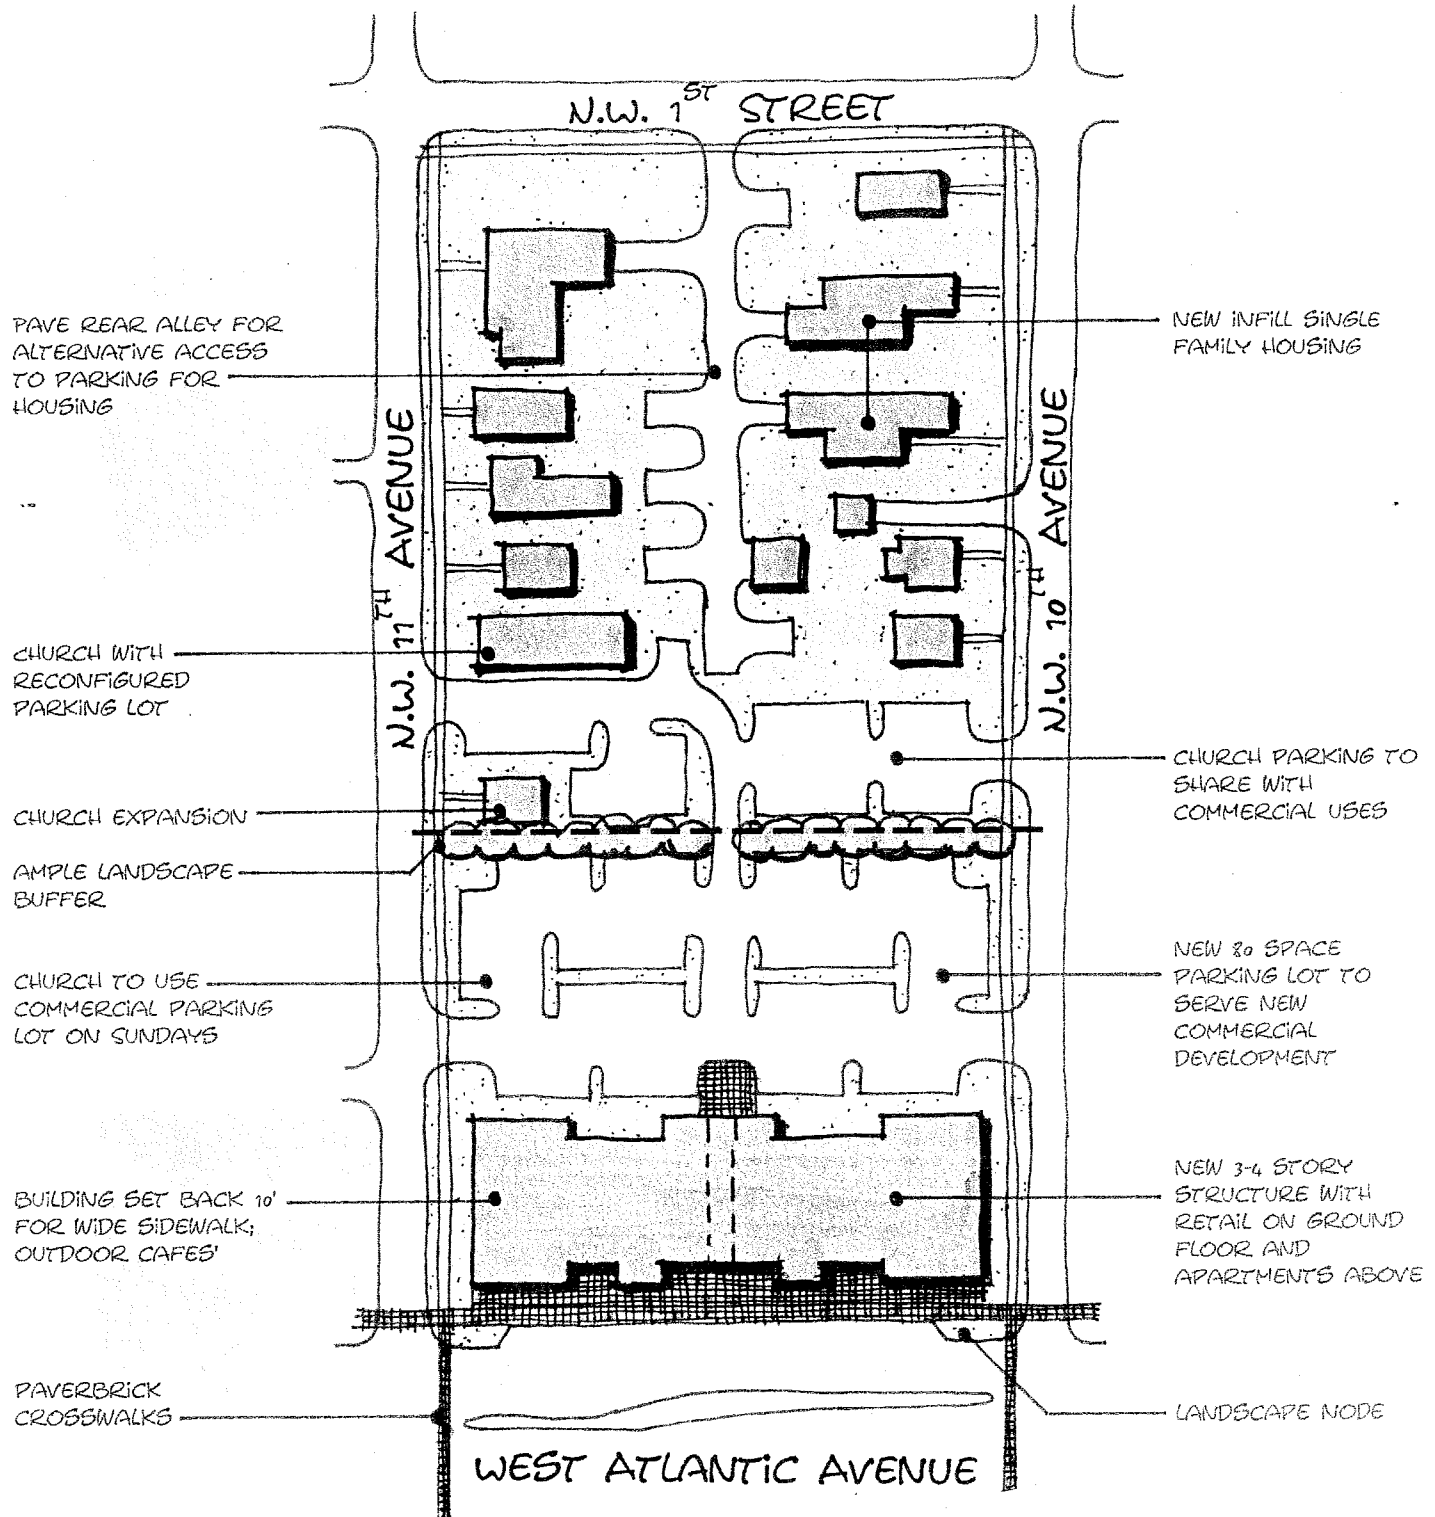 N.W. 1ST STREET
PAVE REAR ALLEY FOR
ALTERNATIVE ACCESS
TO PARKING FOR
HOUSING
NEW INFILL SINGLE
FAMILY HOUSING
N.W. 11TH AVENUE
N.W. 10TH AVENUE
CHURCH WITH
RECONFIGURED
PARKING LOT
CHURCH PARKING TO
SHARE WITH
COMMERCIAL USES
CHURCH EXPANSION
AMPLE LANDSCAPE
BUFFER
CHURCH TO USE
COMMERCIAL PARKING
LOT ON SUNDAYS
NEW 80 SPACE
PARKING LOT TO
SERVE NEW
COMMERCIAL
DEVELOPMENT
BUILDING SET BACK 10'
FOR WIDE SIDEWALK;
OUTDOOR CAFES'
NEW 3-4 STORY
STRUCTURE WITH
RETAIL ON GROUND
FLOOR AND
APARTMENTS ABOVE
PAVERBRICK
CROSSWALKS
LANDSCAPE NODE
WEST ATLANTIC AVENUE